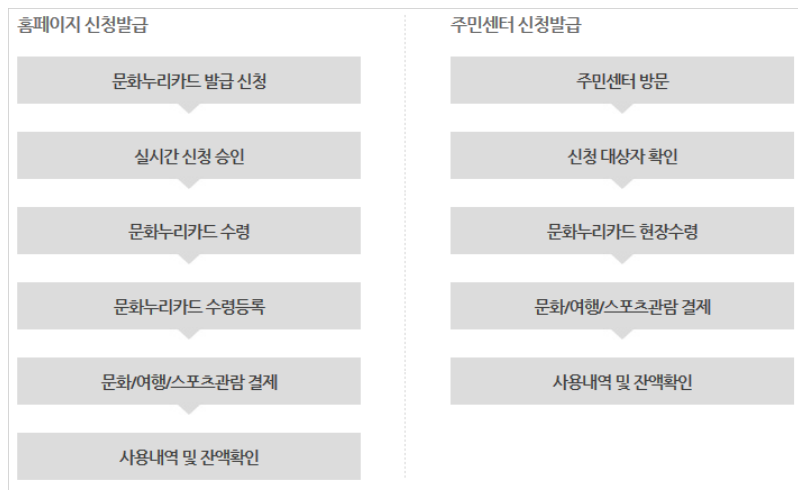 홈페이지 신청발급
문화누리카드 발급 신청
실시간 신청 승인
문화누리카드 수령
문화누리카드 수령등록
문화/여행/스포츠관람 결제
사용내역 및 잔액확인
주민센터 신청발급
주민센터 방문
신청 대상자 확인
문화누리카드 현장수령
문화/여행/스포츠관람 결제
사용내역 및 잔액확인